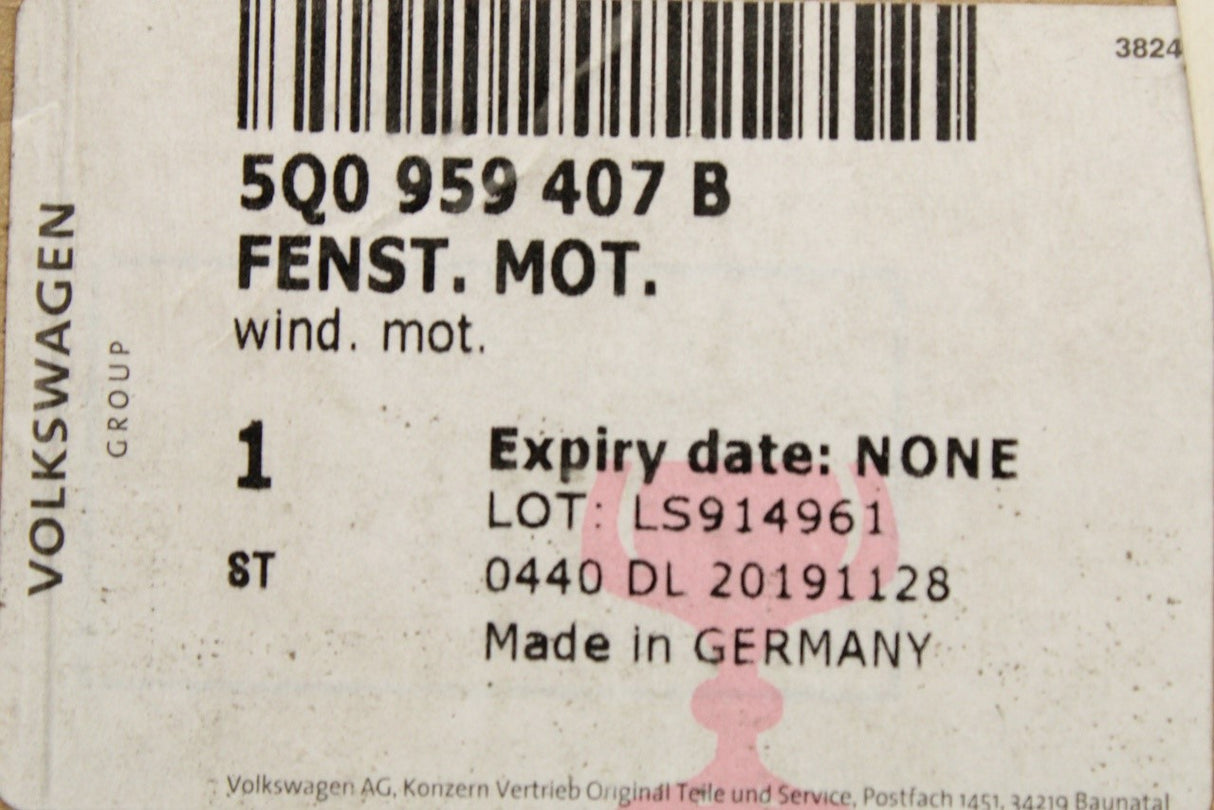 3824
5Q0 959 407 B
FENST. MOT.
wind. mot.
1
ST
Expiry date: NONE
LOT: LS914961
0440 DL 20191128
Made in GERMANY
VOLKSWAGEN
GROUP
Volkswagen AG, Konzern Vertrieb Original Teile und Service, Postfach 1451, 34219 Baunatal